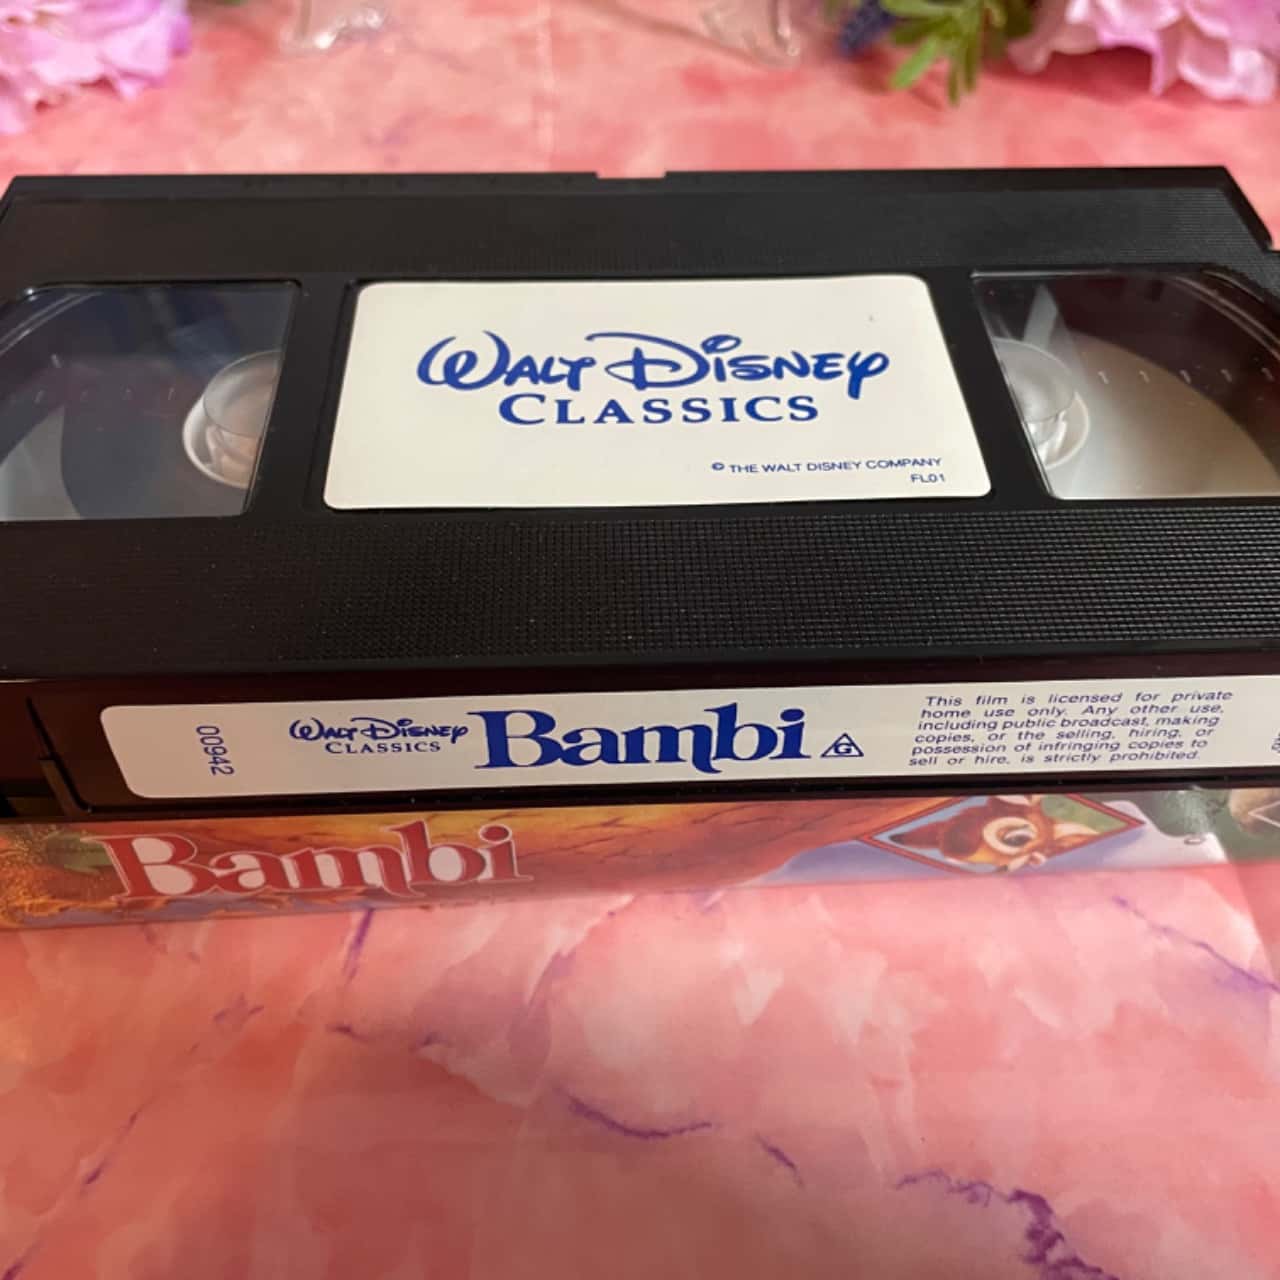 WALT DISNEY
CLASSICS
© THE WALT DISNEY COMPANY
FL01
00942
WALT DISNEY
CLASSICS
Bambi
G
This film is licensed for private
home use only. Any other use,
including public broadcast, making
copies, or the selling, hiring, or
possession of infringing copies to
sell or hire, is strictly prohibited.
Bambi